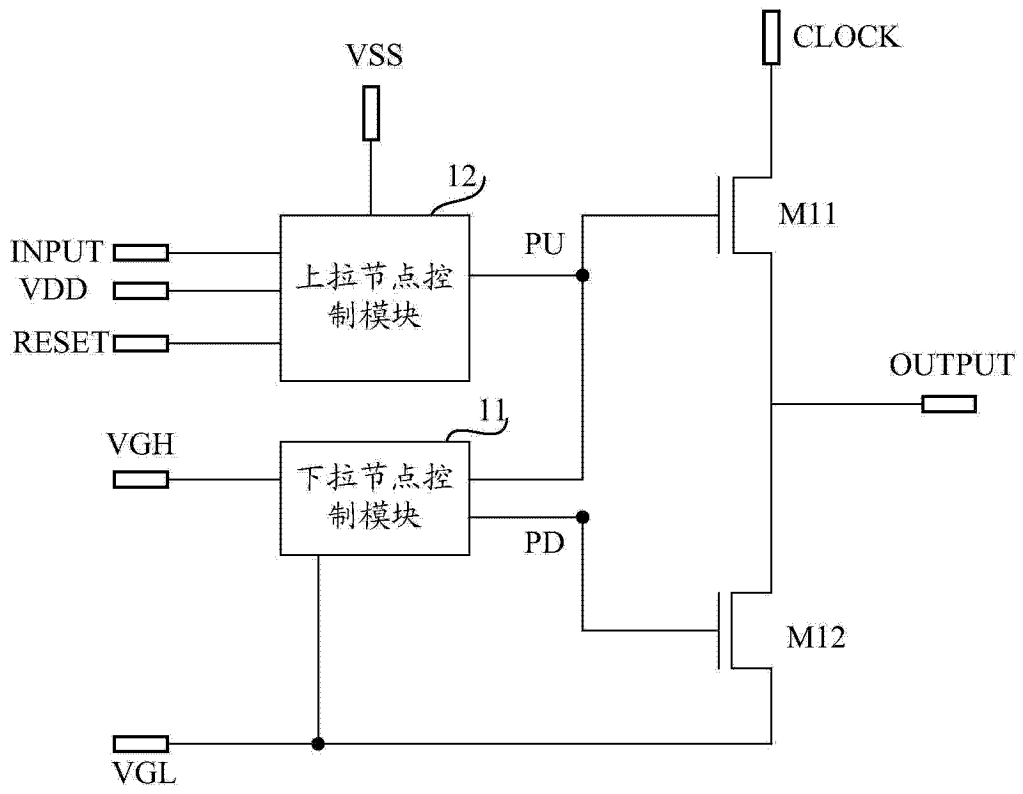 CLOCK
VSS
12
M11
INPUT
PU
VDD
上拉节点控
制模块
RESET
OUTPUT
11
VGH
下拉节点控
制模块
PD
M12
VGL